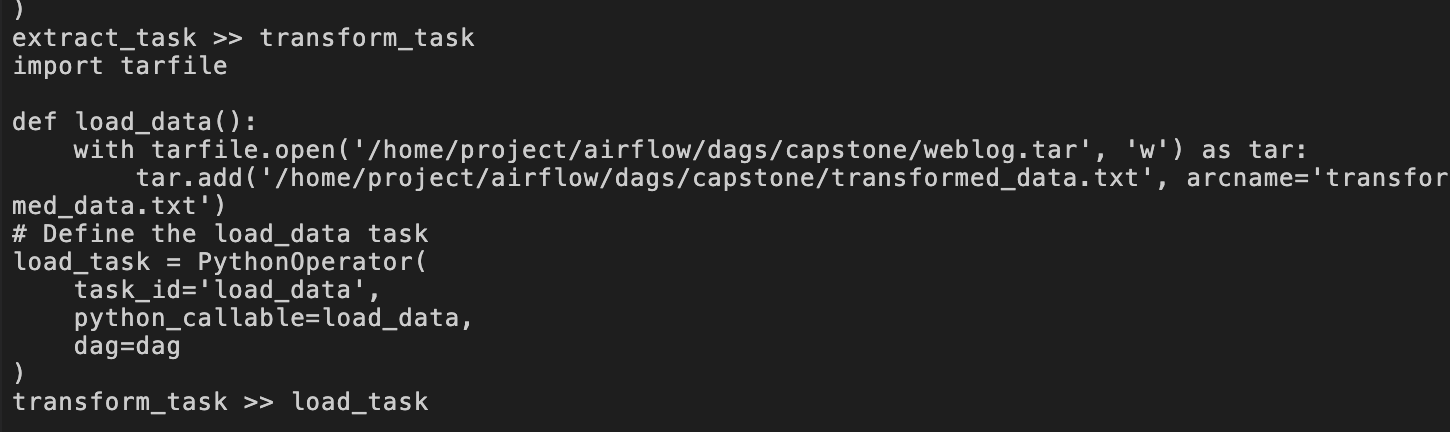 )
extract_task >> transform_task
import tarfile

def load_data():
    with tarfile.open('/home/project/airflow/dags/capstone/weblog.tar', 'w') as tar:
        tar.add('/home/project/airflow/dags/capstone/transformed_data.txt', arcname='transfor
med_data.txt')
# Define the load_data task
load_task = PythonOperator(
    task_id='load_data',
    python_callable=load_data,
    dag=dag
)
transform_task >> load_task